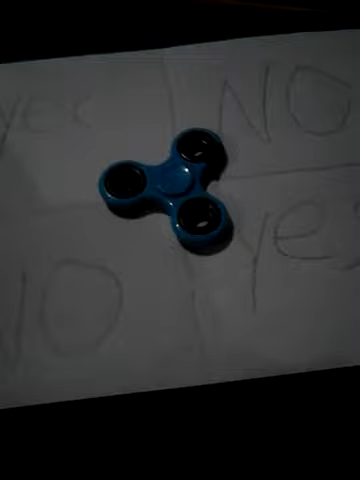 yes NO
NO yes